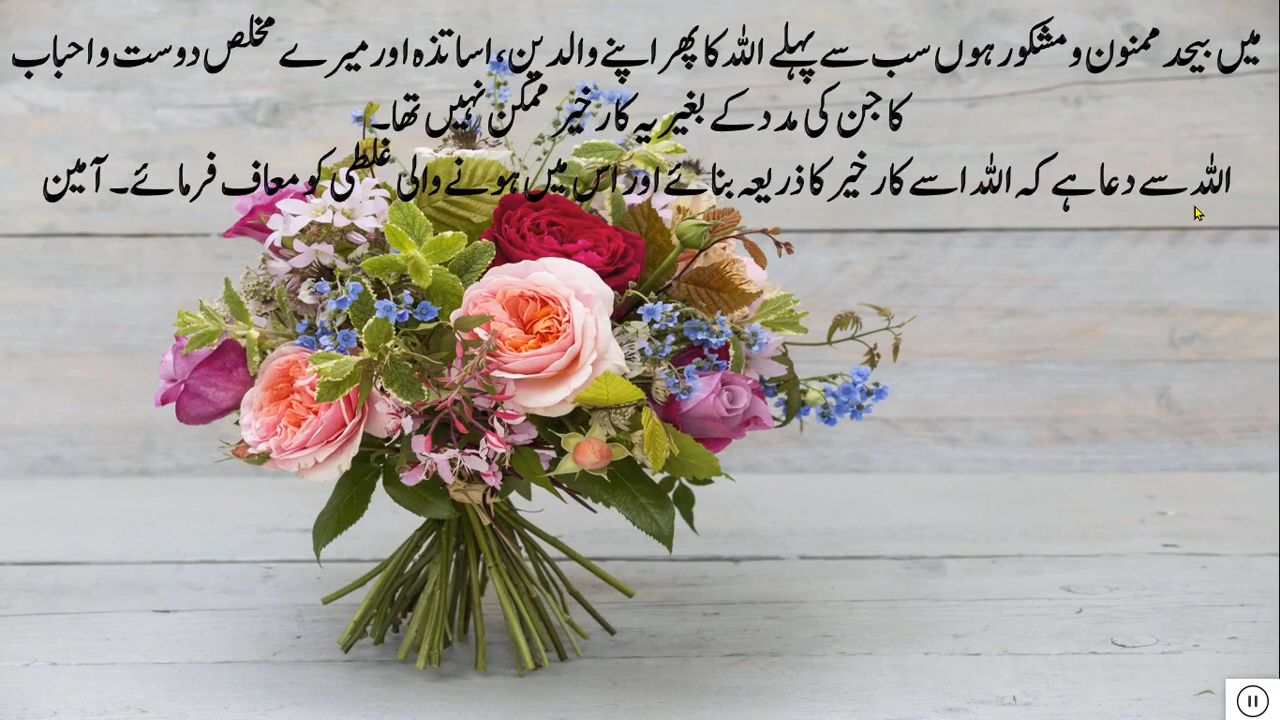 میں بیحد ممنون و مشکور ہوں سب سے پہلے اللہ کا پھر اپنے والدین، اساتذہ اور میرے مخلص دوست و احباب
کا جن کی مدد کے بغیر یہ کار خیر ممکن نہیں تھا۔
اللہ سے دعا ہے کہ اللہ اسے کار خیر کا ذریعہ بنائے اور اس میں ہونے والی غلطی کو معاف فرمائے۔ آمین